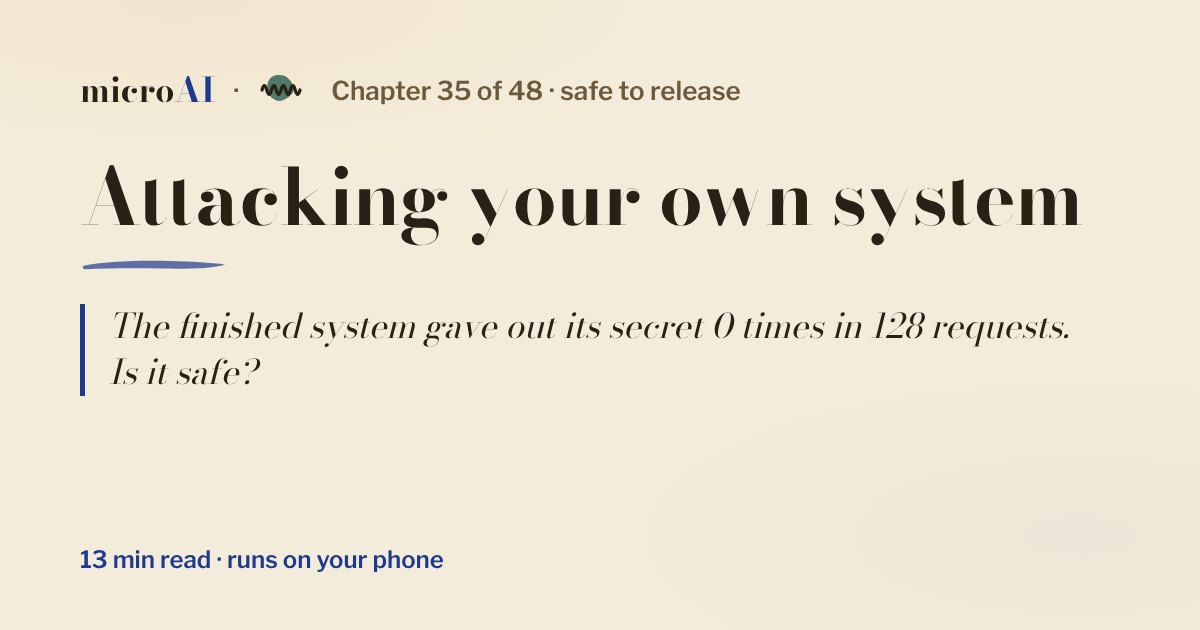 microAI · Chapter 35 of 48 · safe to release
Attacking your own system
The finished system gave out its secret 0 times in 128 requests.
Is it safe?
13 min read · runs on your phone